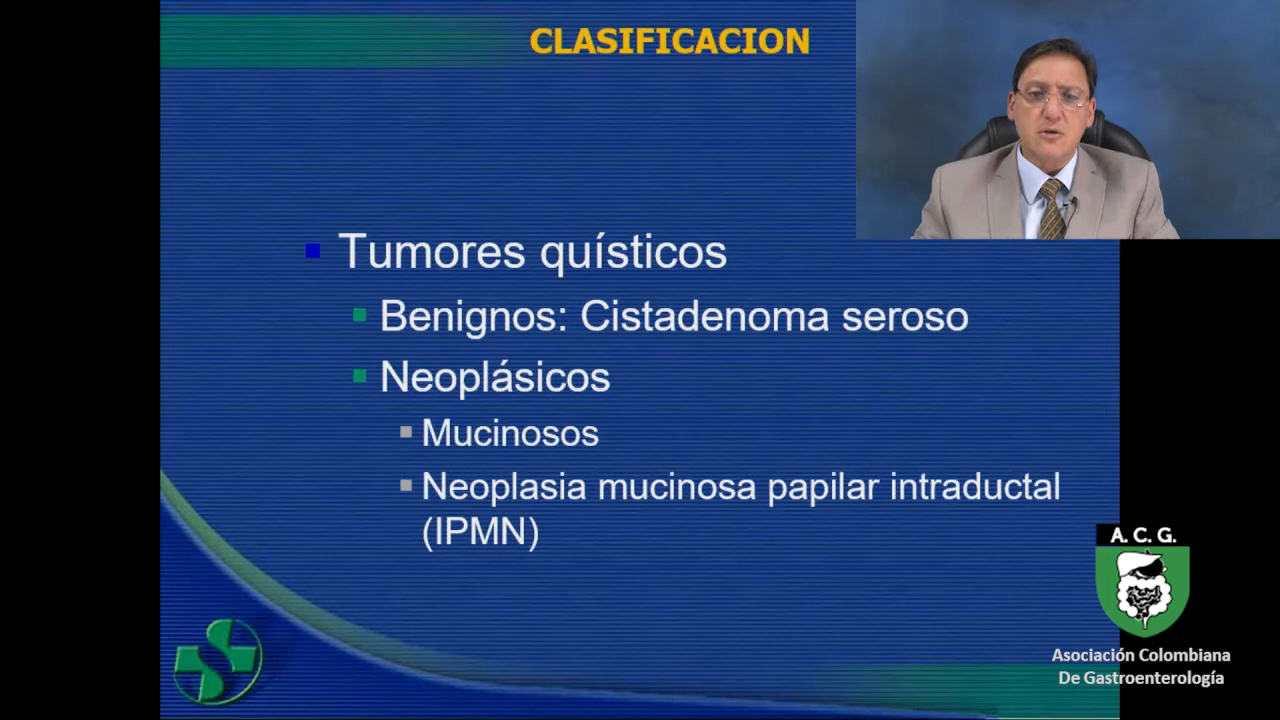 CLASIFICACION
Tumores quísticos
Benignos: Cistadenoma seroso
Neoplásicos
Mucinosos
Neoplasia mucinosa papilar intraductal
(IPMN)
A. C. G.
Asociación Colombiana
De Gastroenterología